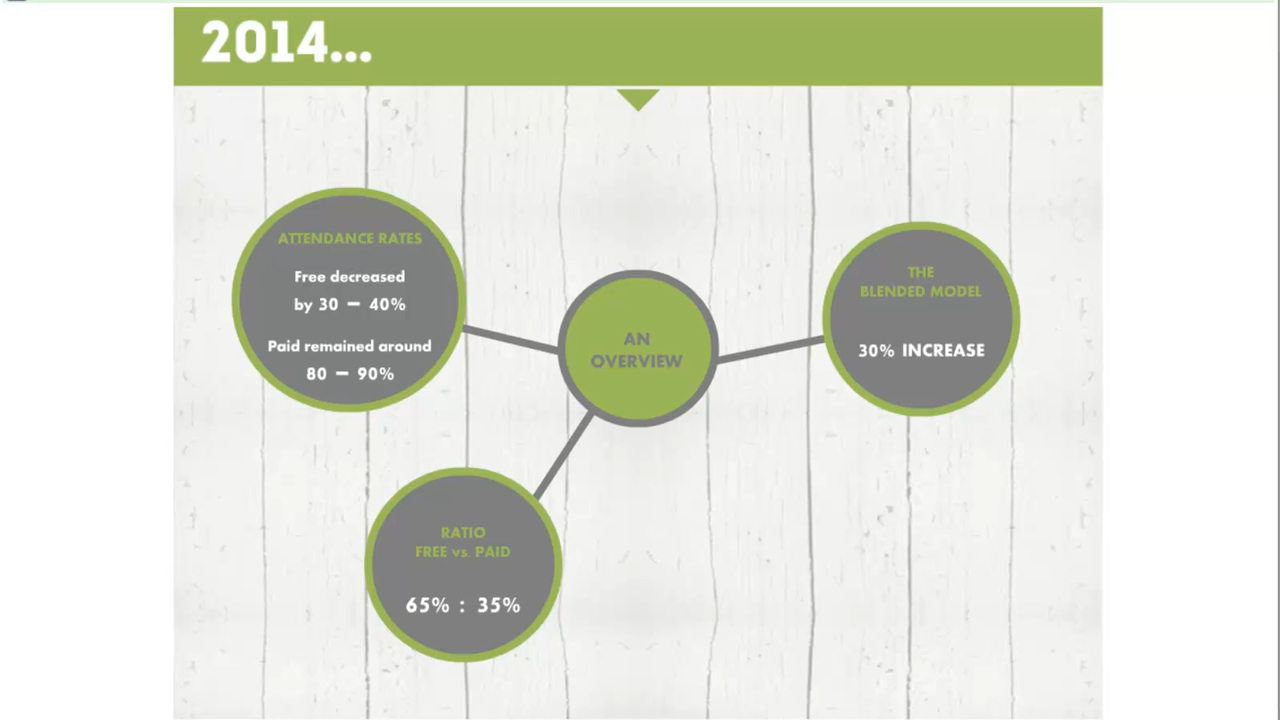 2014...
ATTENDANCE RATES
Free decreased
by 30 – 40%
Paid remained around
80 – 90%
AN
OVERVIEW
THE
BLENDED MODEL
30% INCREASE
RATIO
FREE vs. PAID
65% : 35%